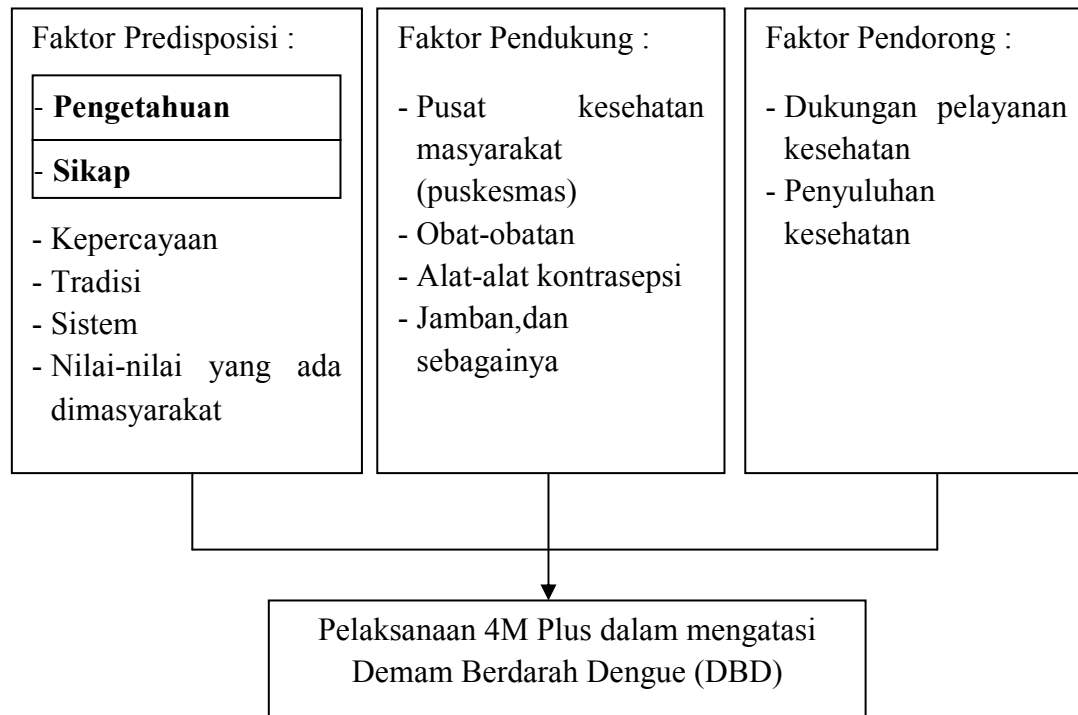 Faktor Predisposisi :
- Pengetahuan
- Sikap
- Kepercayaan
- Tradisi
- Sistem
- Nilai-nilai yang ada
dimasyarakat
Faktor Pendukung :
- Pusat kesehatan
masyarakat
(puskesmas)
- Obat-obatan
- Alat-alat kontrasepsi
- Jamban,dan
sebagainya
Faktor Pendorong :
- Dukungan pelayanan
kesehatan
- Penyuluhan
kesehatan
Pelaksanaan 4M Plus dalam mengatasi
Demam Berdarah Dengue (DBD)